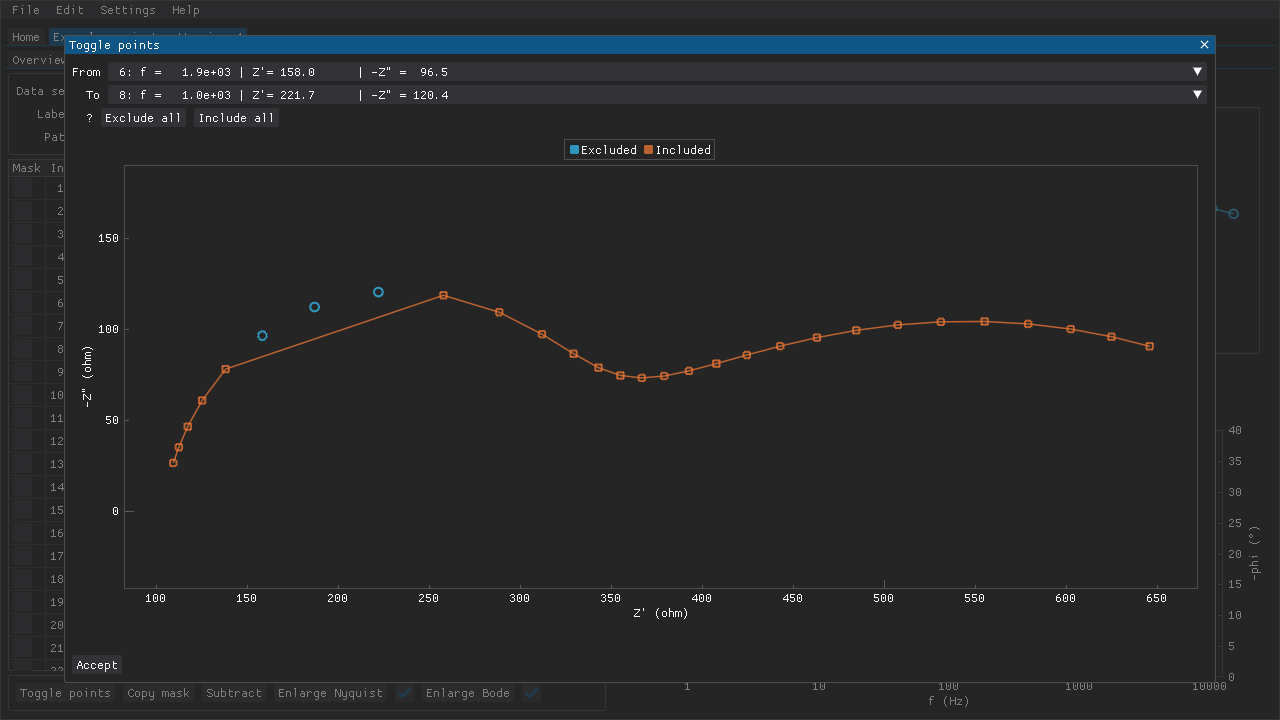 File Edit Settings Help
Home
Toggle points
Overview
From 6: f = 1.9e+03 | Z'= 158.0 | -Z" = 96.5
To 8: f = 1.0e+03 | Z'= 221.7 | -Z" = 120.4
? Exclude all Include all
Data se
Labe
Pat
Excluded Included
Mask In
1
2
3
4
5
6
7
8
9
10
11
12
13
14
15
16
17
18
19
20
21
150
100
50
0
-Z" (ohm)
100 150 200 250 300 350 400 450 500 550 600 650
Z' (ohm)
40
35
30
25
20
15
10
5
0
-phi (°)
Accept
Toggle points Copy mask Subtract Enlarge Nyquist Enlarge Bode
1 10 100 1000 10000
f (Hz)